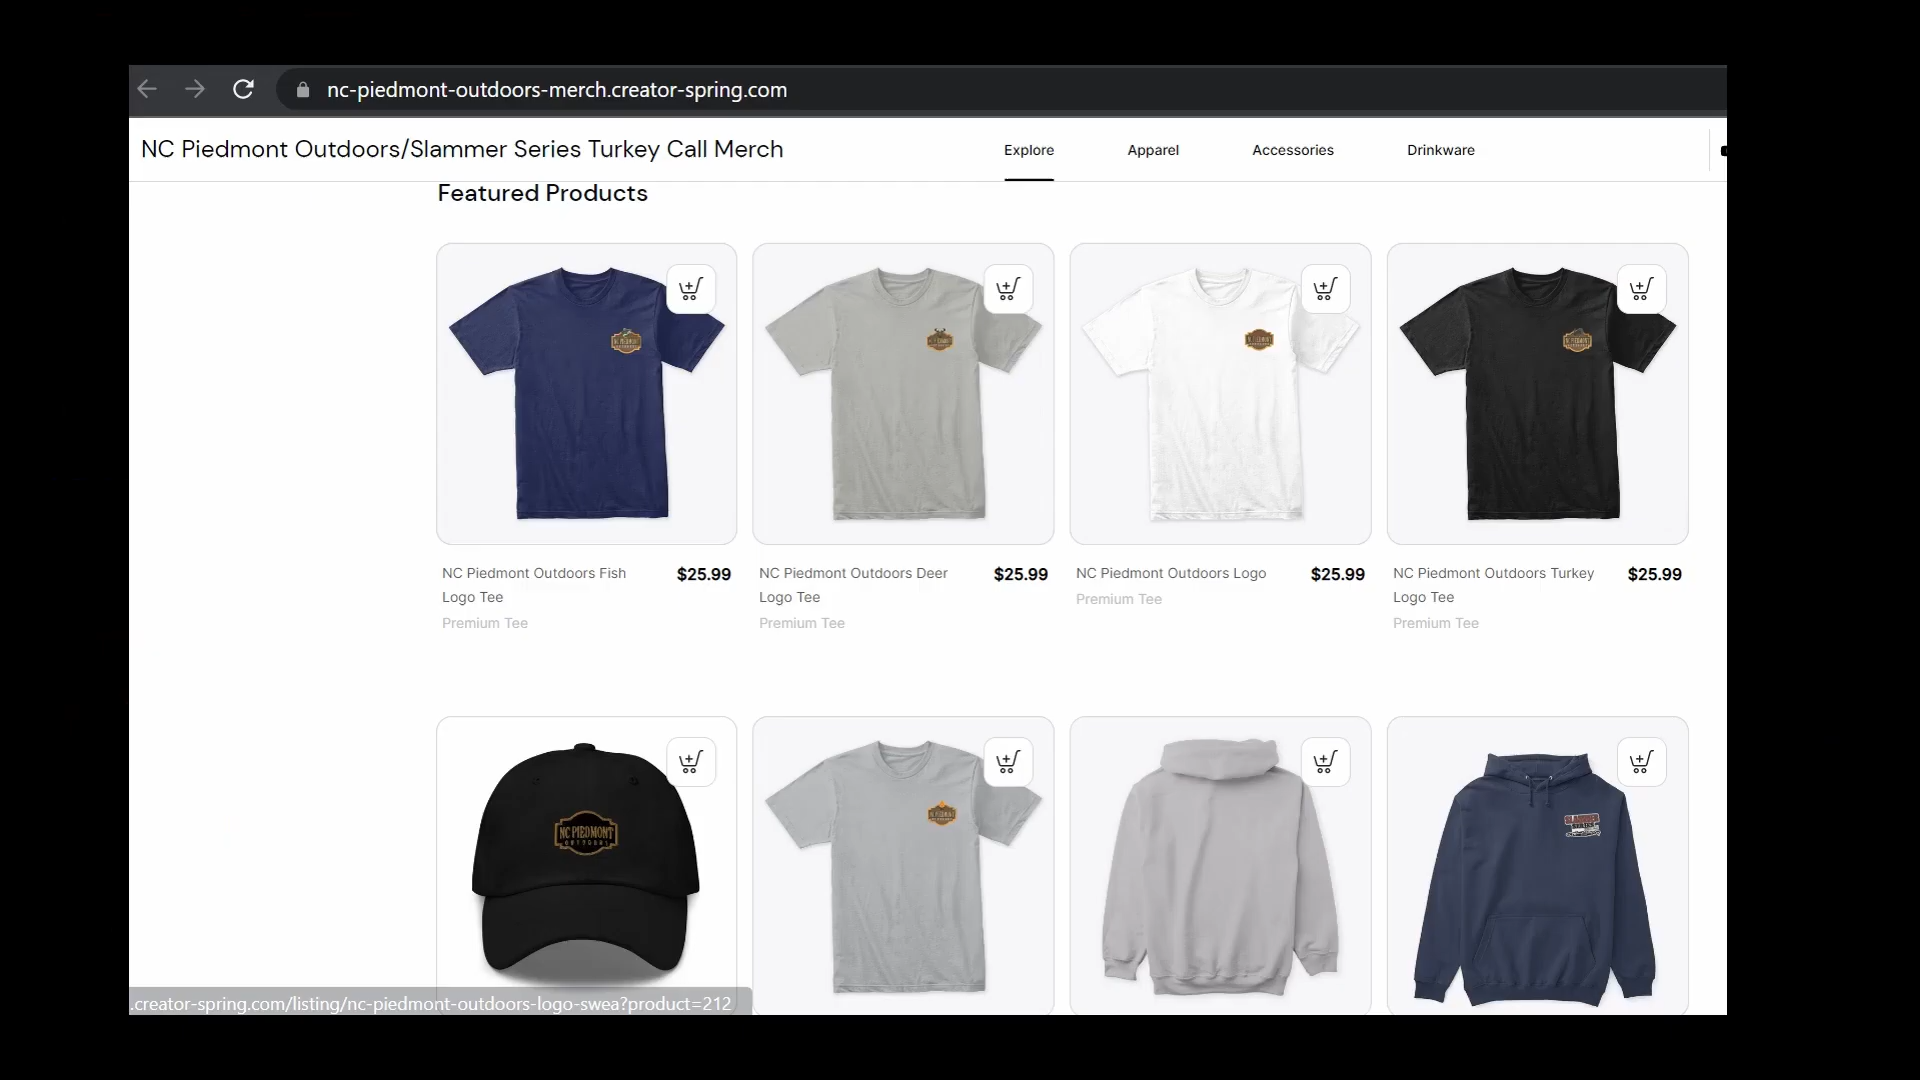 nc-piedmont-outdoors-merch.creator-spring.com
NC Piedmont Outdoors/Slammer Series Turkey Call Merch
Explore
Apparel
Accessories
Drinkware
Featured Products
NC Piedmont Outdoors Fish
Logo Tee
$25.99
Premium Tee
NC Piedmont Outdoors Deer
Logo Tee
$25.99
Premium Tee
NC Piedmont Outdoors Logo
$25.99
Premium Tee
NC Piedmont Outdoors Turkey
Logo Tee
$25.99
Premium Tee
NC PIEDMONT
OUTDOORS
SLAMMER
SERIES
.creator-spring.com/listing/nc-piedmont-outdoors-logo-swea?product=212